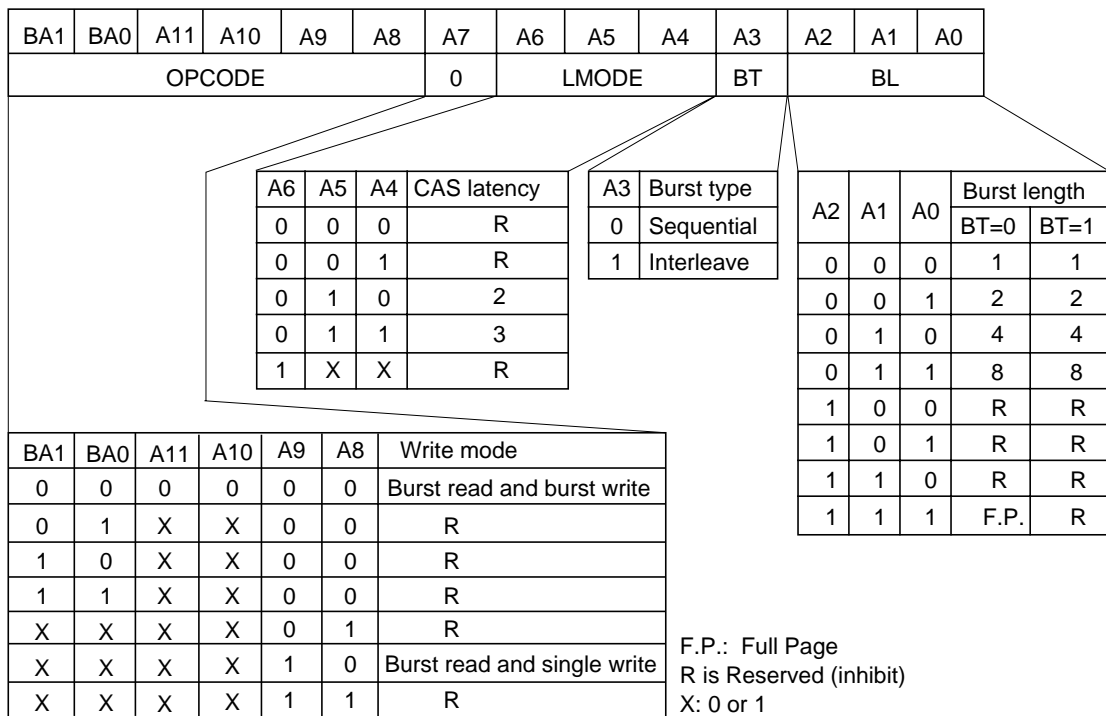 BA1 BA0 A11 A10 A9 A8 A7 A6 A5 A4 A3 A2 A1 A0
OPCODE 0 LMODE BT BL
A6 A5 A4 CAS latency
0 0 0 R
0 0 1 R
0 1 0 2
0 1 1 3
1 X X R
A3 Burst type
0 Sequential
1 Interleave
A2 A1 A0 Burst length
BT=0 BT=1
0 0 0 1 1
0 0 1 2 2
0 1 0 4 4
0 1 1 8 8
1 0 0 R R
1 0 1 R R
1 1 0 R R
1 1 1 F.P. R
BA1 BA0 A11 A10 A9 A8 Write mode
0 0 0 0 0 0 Burst read and burst write
0 1 X X 0 0 R
1 0 X X 0 0 R
1 1 X X 0 0 R
X X X X 0 1 R
X X X X 1 0 Burst read and single write
X X X X 1 1 R
F.P.: Full Page
R is Reserved (inhibit)
X: 0 or 1